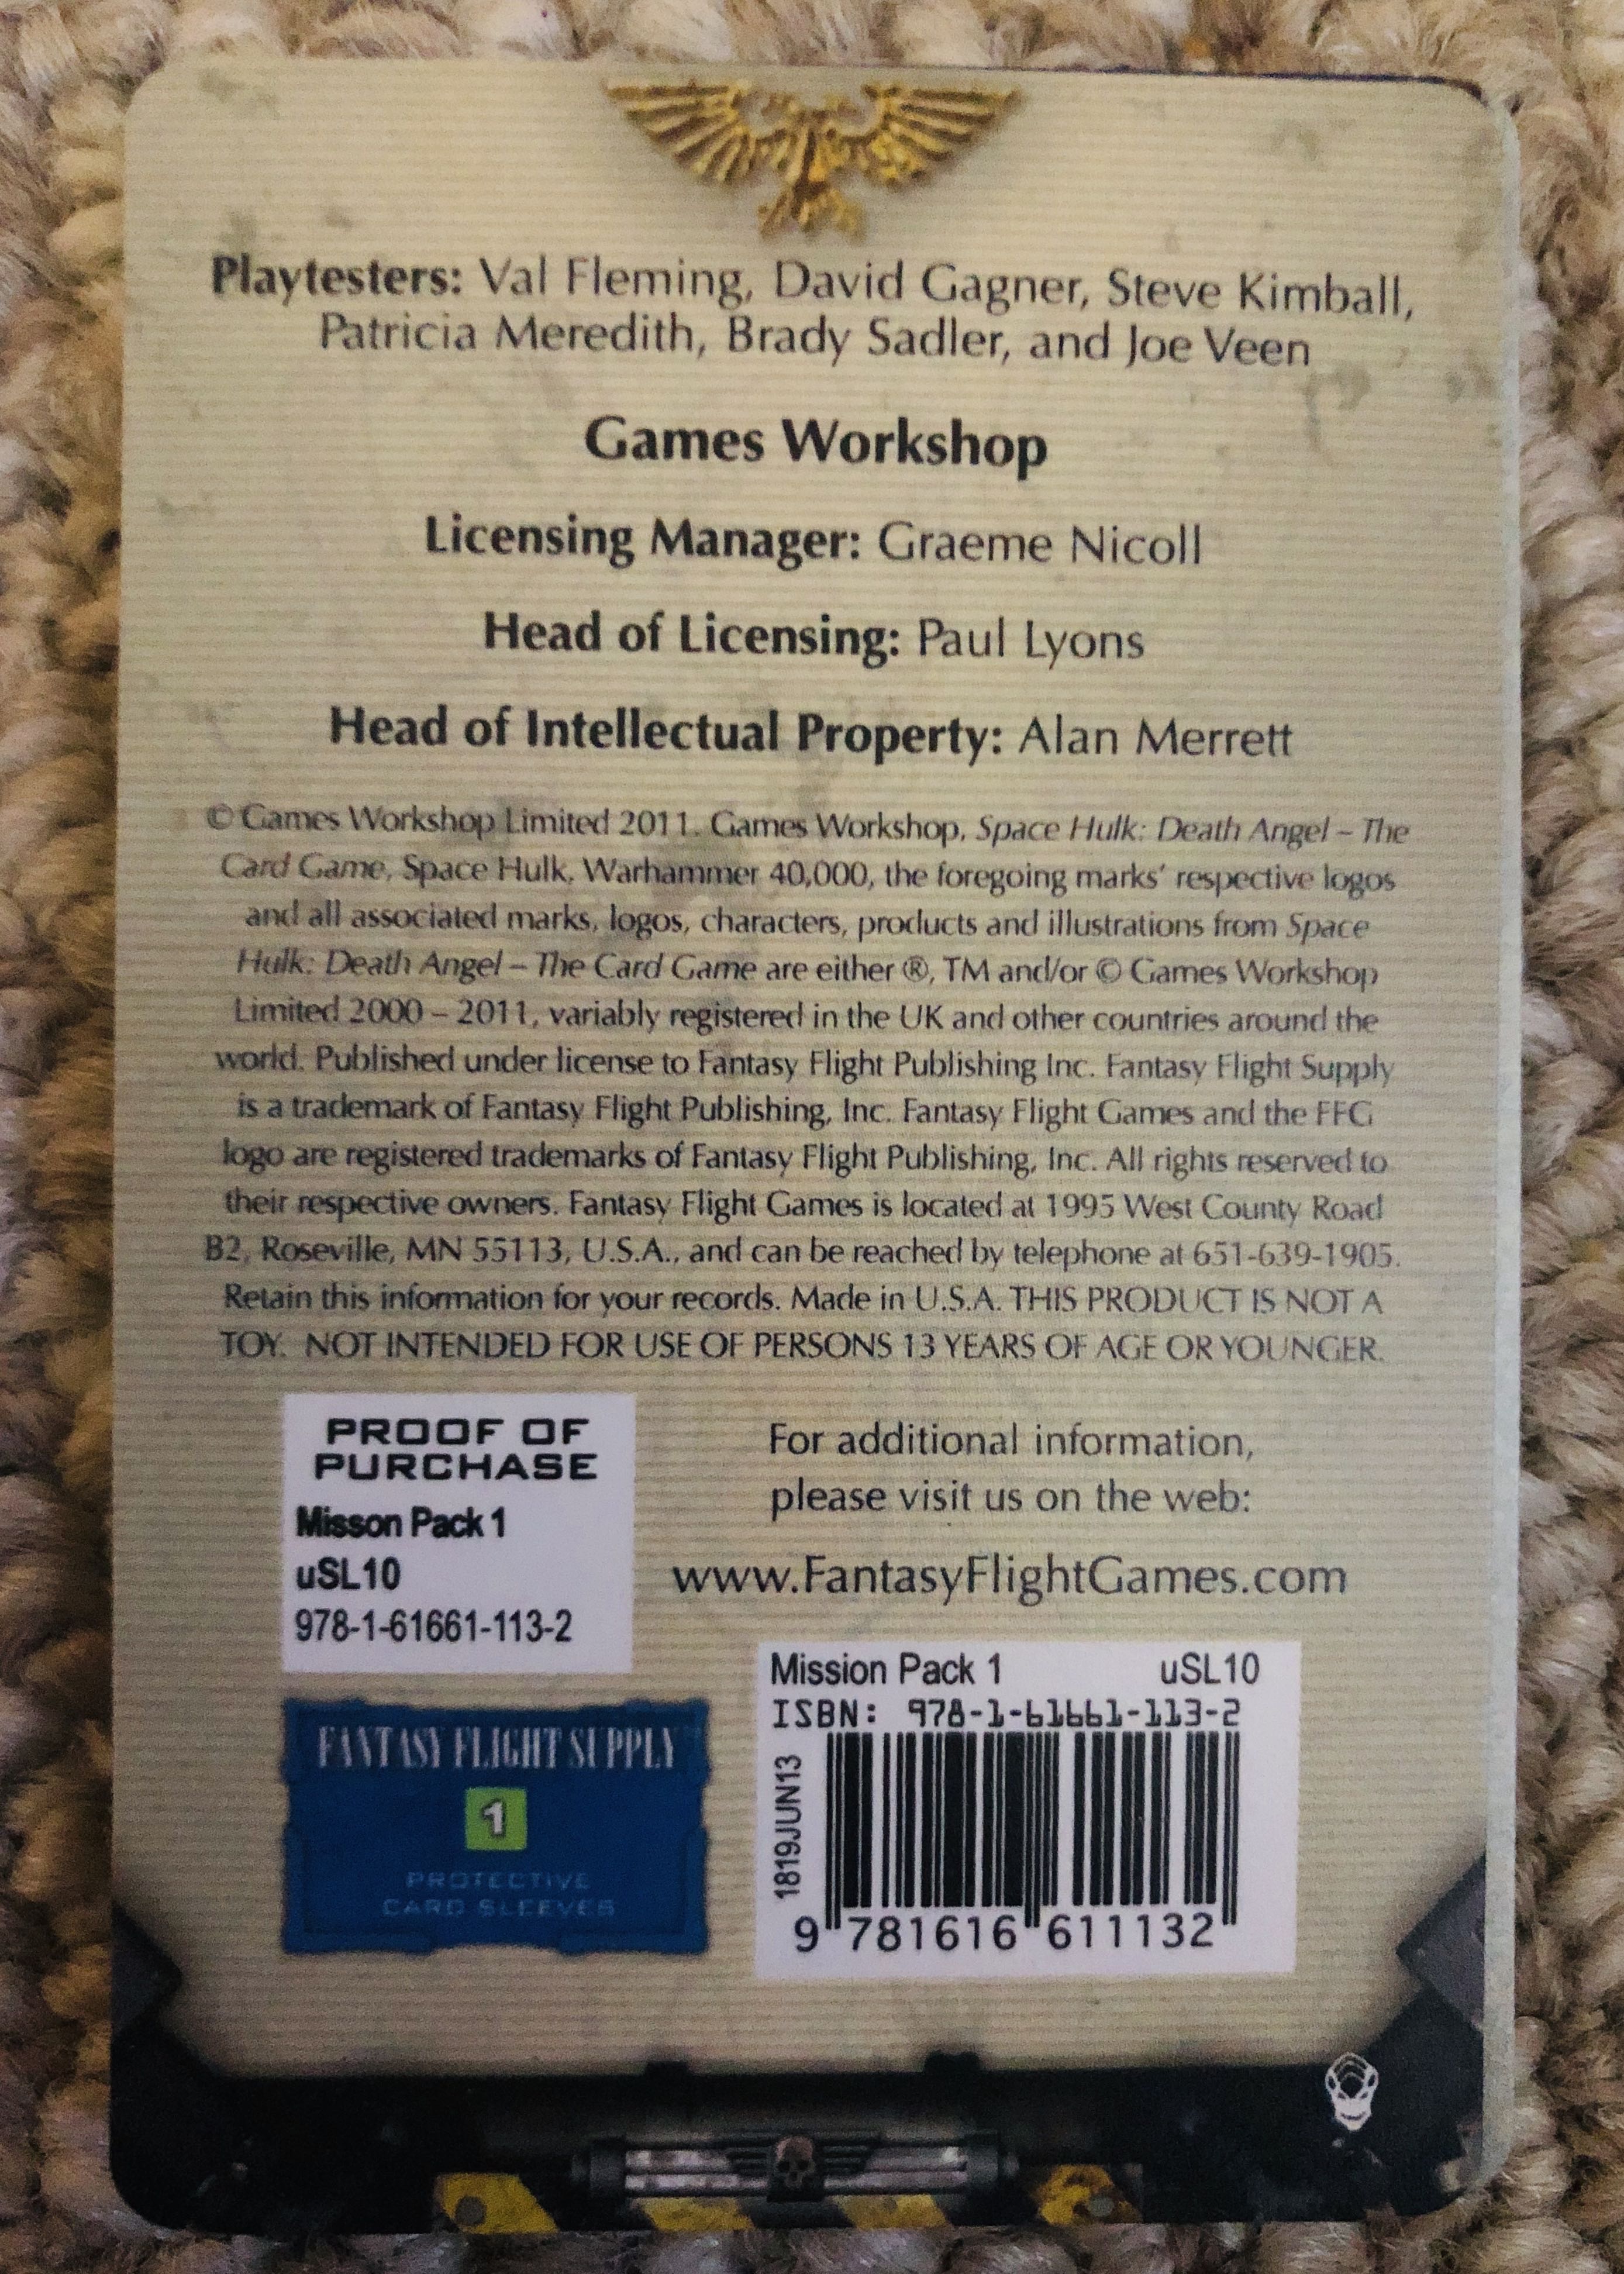 Playtesters: Val Fleming, David Gagner, Steve Kimball,
Patricia Meredith, Brady Sadler, and Joe Veen
Games Workshop
Licensing Manager: Graeme Nicoll
Head of Licensing: Paul Lyons
Head of Intellectual Property: Alan Merrett
© Games Workshop Limited 2011. Games Workshop, Space Hulk: Death Angel – The
Card Game, Space Hulk, Warhammer 40,000, the foregoing marks’ respective logos
and all associated marks, logos, characters, products and illustrations from Space
Hulk: Death Angel – The Card Game are either ®, TM and/or © Games Workshop
Limited 2000 – 2011, variably registered in the UK and other countries around the
world. Published under license to Fantasy Flight Publishing Inc. Fantasy Flight Supply
is a trademark of Fantasy Flight Publishing, Inc. Fantasy Flight Games and the FFG
logo are registered trademarks of Fantasy Flight Publishing, Inc. All rights reserved to
their respective owners. Fantasy Flight Games is located at 1995 West County Road
B2, Roseville, MN 55113, U.S.A., and can be reached by telephone at 651-639-1905.
Retain this information for your records. Made in U.S.A. THIS PRODUCT IS NOT A
TOY. NOT INTENDED FOR USE OF PERSONS 13 YEARS OF AGE OR YOUNGER.
PROOF OF
PURCHASE
Misson Pack 1
uSL10
978-1-61661-113-2
For additional information,
please visit us on the web:
www.FantasyFlightGames.com
FANTASY FLIGHT SUPPLY
1
PROTECTIVE
CARD SLEEVES
Mission Pack 1 uSL10
ISBN: 978-1-61661-113-2
1819JUN13
9 781616 611132